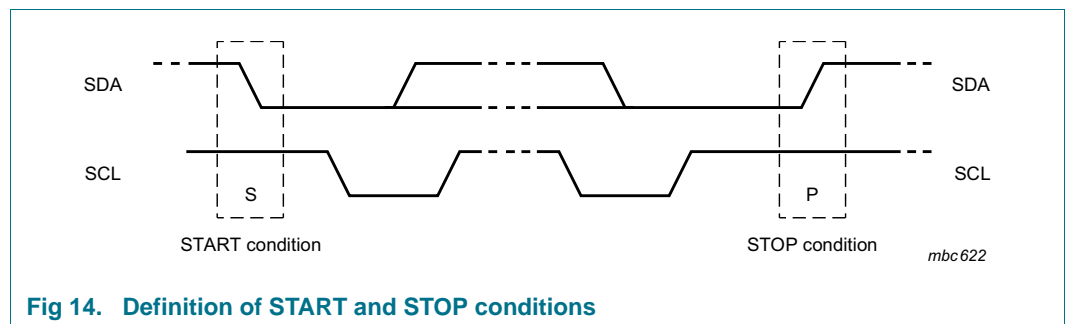 SDA
SDA
SCL
SCL
S
P
START condition
STOP condition
mbc622
Fig 14. Definition of START and STOP conditions